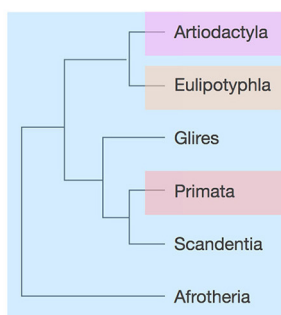 Artiodactyla
Eulipotyphla
Glires
Primata
Scandentia
Afrotheria